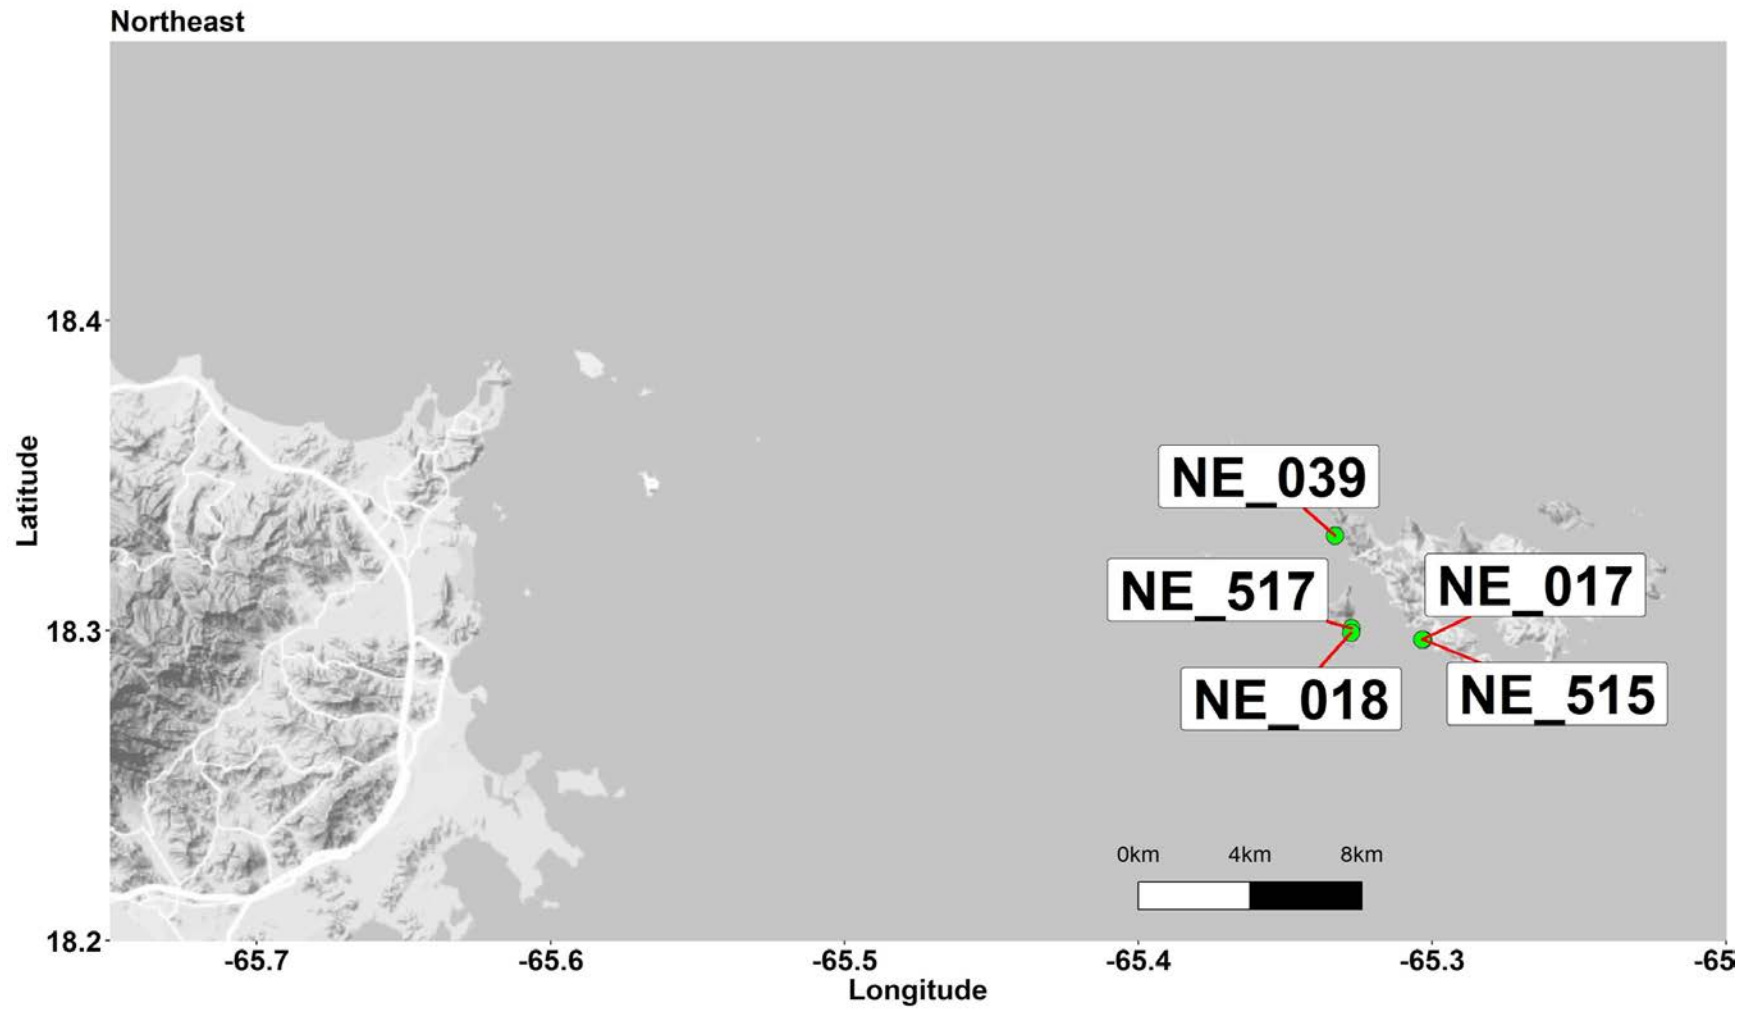 Northeast
18.4
18.3
18.2
Latitude
NE_039
NE_517
NE_017
NE_018
NE_515
0km 4km 8km
-65.7 -65.6 -65.5 -65.4 -65.3 -65
Longitude